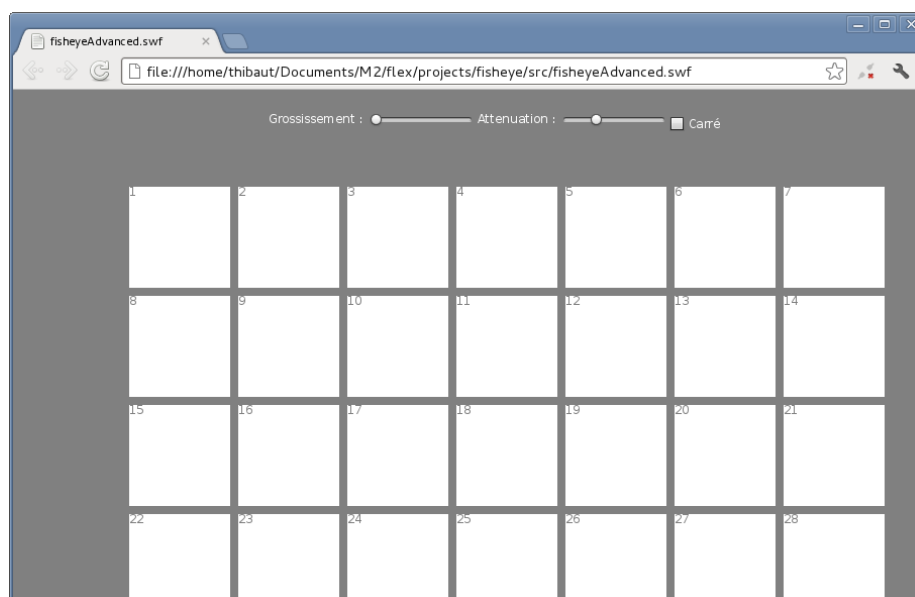 fisheyeAdvanced.swf
file:///home/thibaut/Documents/M2/flex/projects/fisheye/src/fisheyeAdvanced.swf
Grossissement : Attenuation : Carré
1 2 3 4 5 6 7
8 9 10 11 12 13 14
15 16 17 18 19 20 21
22 23 24 25 26 27 28